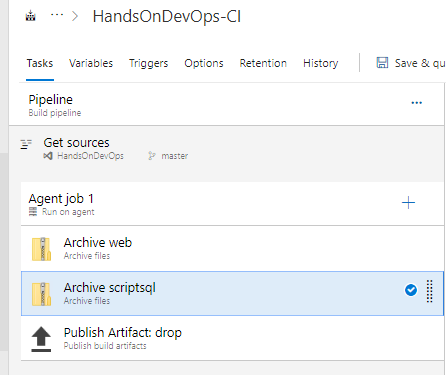 ··· > HandsOnDevOps-CI
Tasks Variables Triggers Options Retention History Save & qu
Pipeline ···
Build pipeline
Get sources
HandsOnDevOps master
Agent job 1 +
Run on agent
Archive web
Archive files
Archive scriptsql
Archive files
Publish Artifact: drop
Publish build artifacts